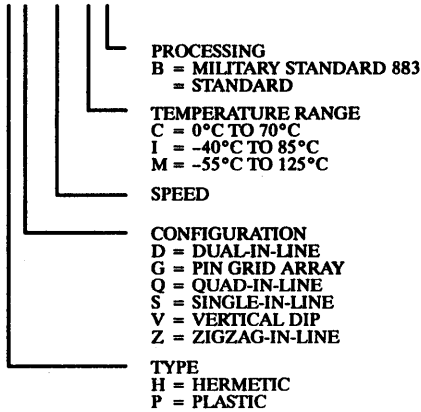 PROCESSING
B = MILITARY STANDARD 883
= STANDARD
TEMPERATURE RANGE
C = 0°C TO 70°C
I = -40°C TO 85°C
M = -55°C TO 125°C
SPEED
CONFIGURATION
D = DUAL-IN-LINE
G = PIN GRID ARRAY
Q = QUAD-IN-LINE
S = SINGLE-IN-LINE
V = VERTICAL DIP
Z = ZIGZAG-IN-LINE
TYPE
H = HERMETIC
P = PLASTIC